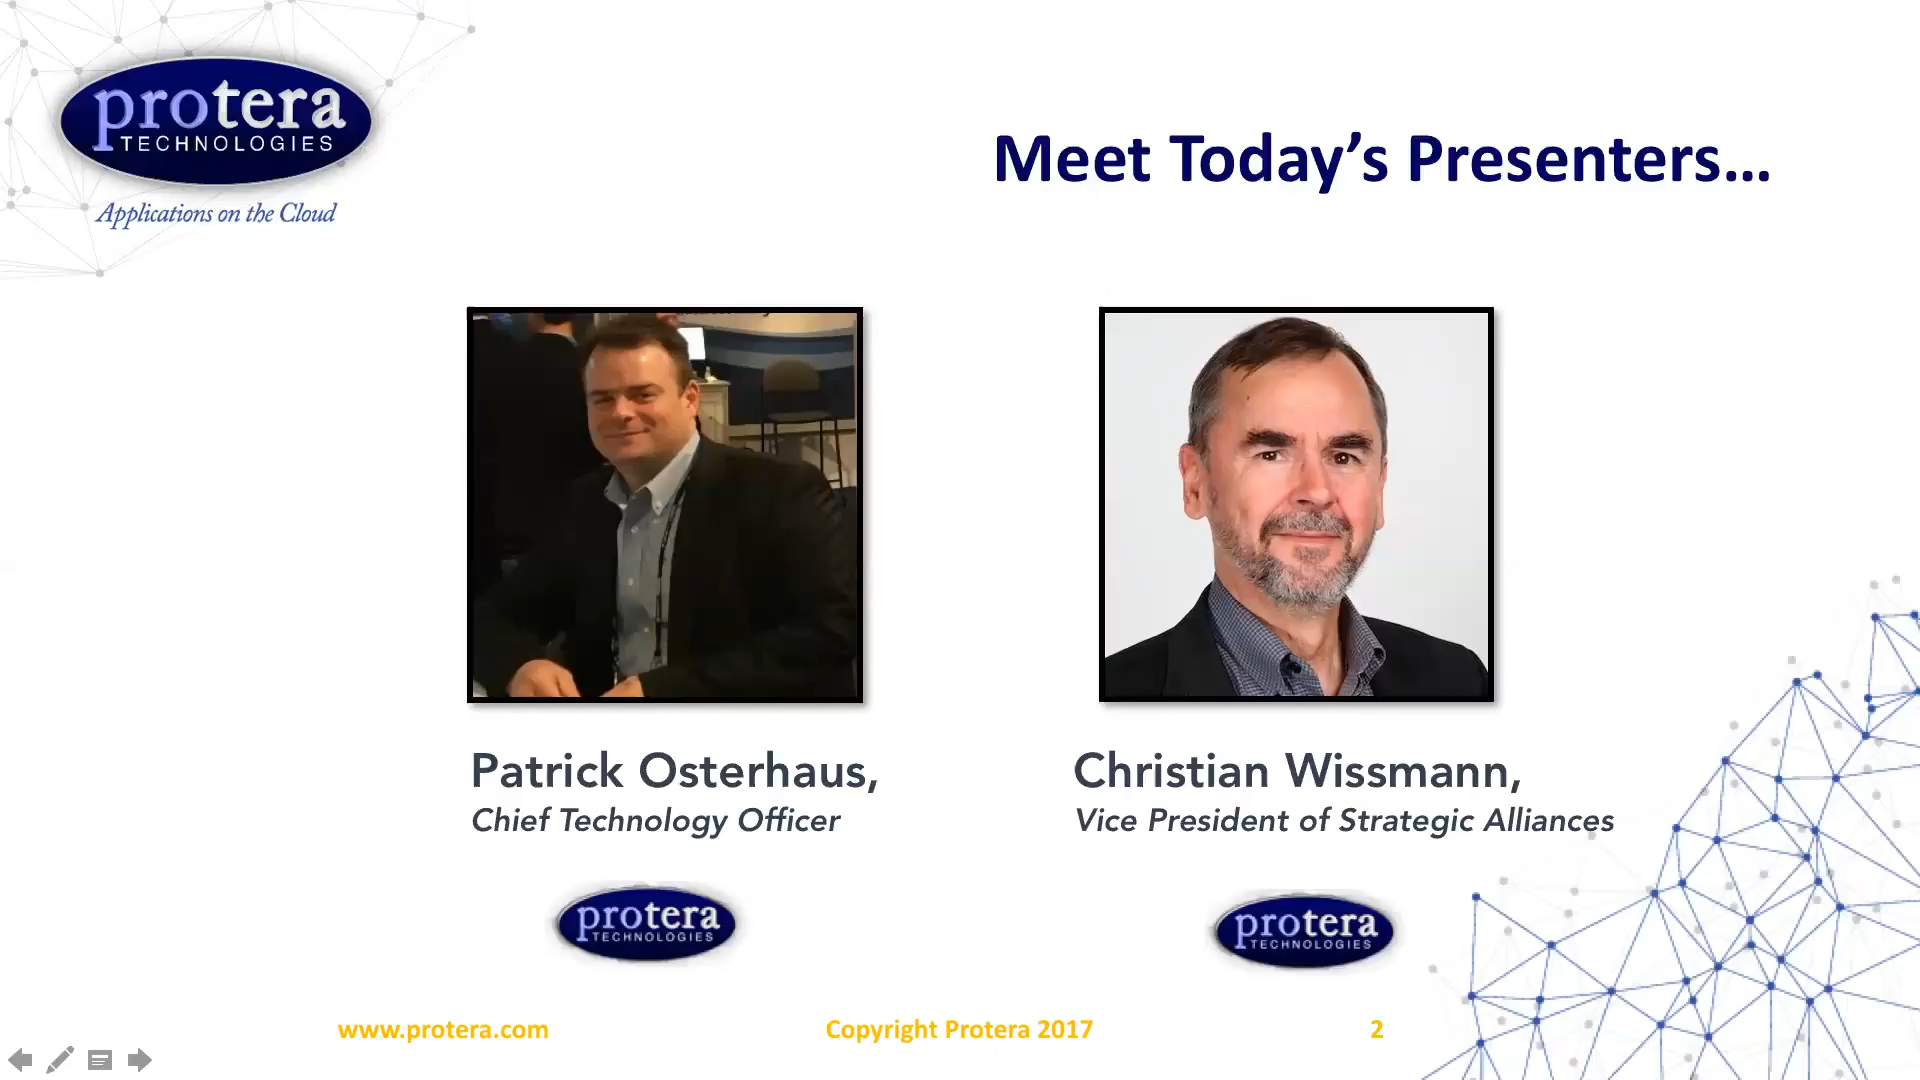 protera
TECHNOLOGIES
Applications on the Cloud
Meet Today’s Presenters...
Patrick Osterhaus,
Chief Technology Officer
Christian Wissmann,
Vice President of Strategic Alliances
protera
TECHNOLOGIES
protera
TECHNOLOGIES
www.protera.com
Copyright Protera 2017
2